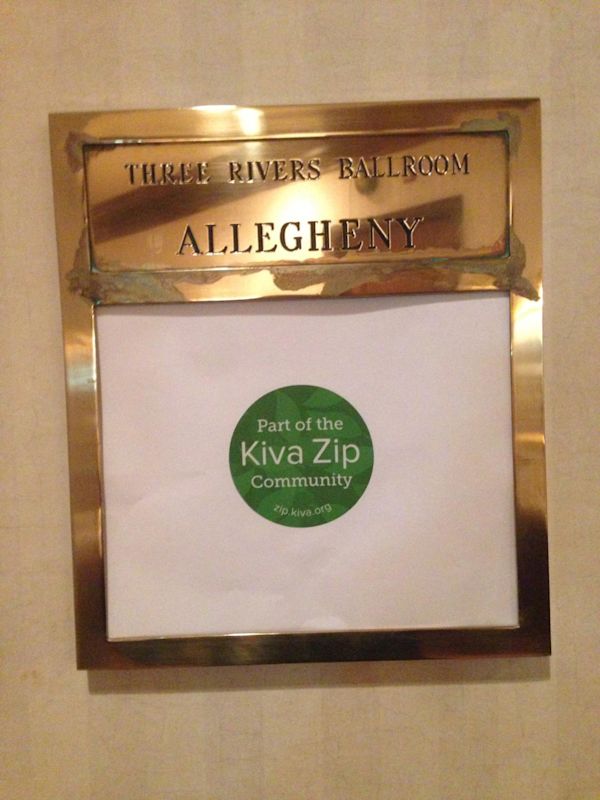 THREE RIVERS BALLROOM
ALLEGHENY
Part of the
Kiva Zip
Community
zip.kiva.org